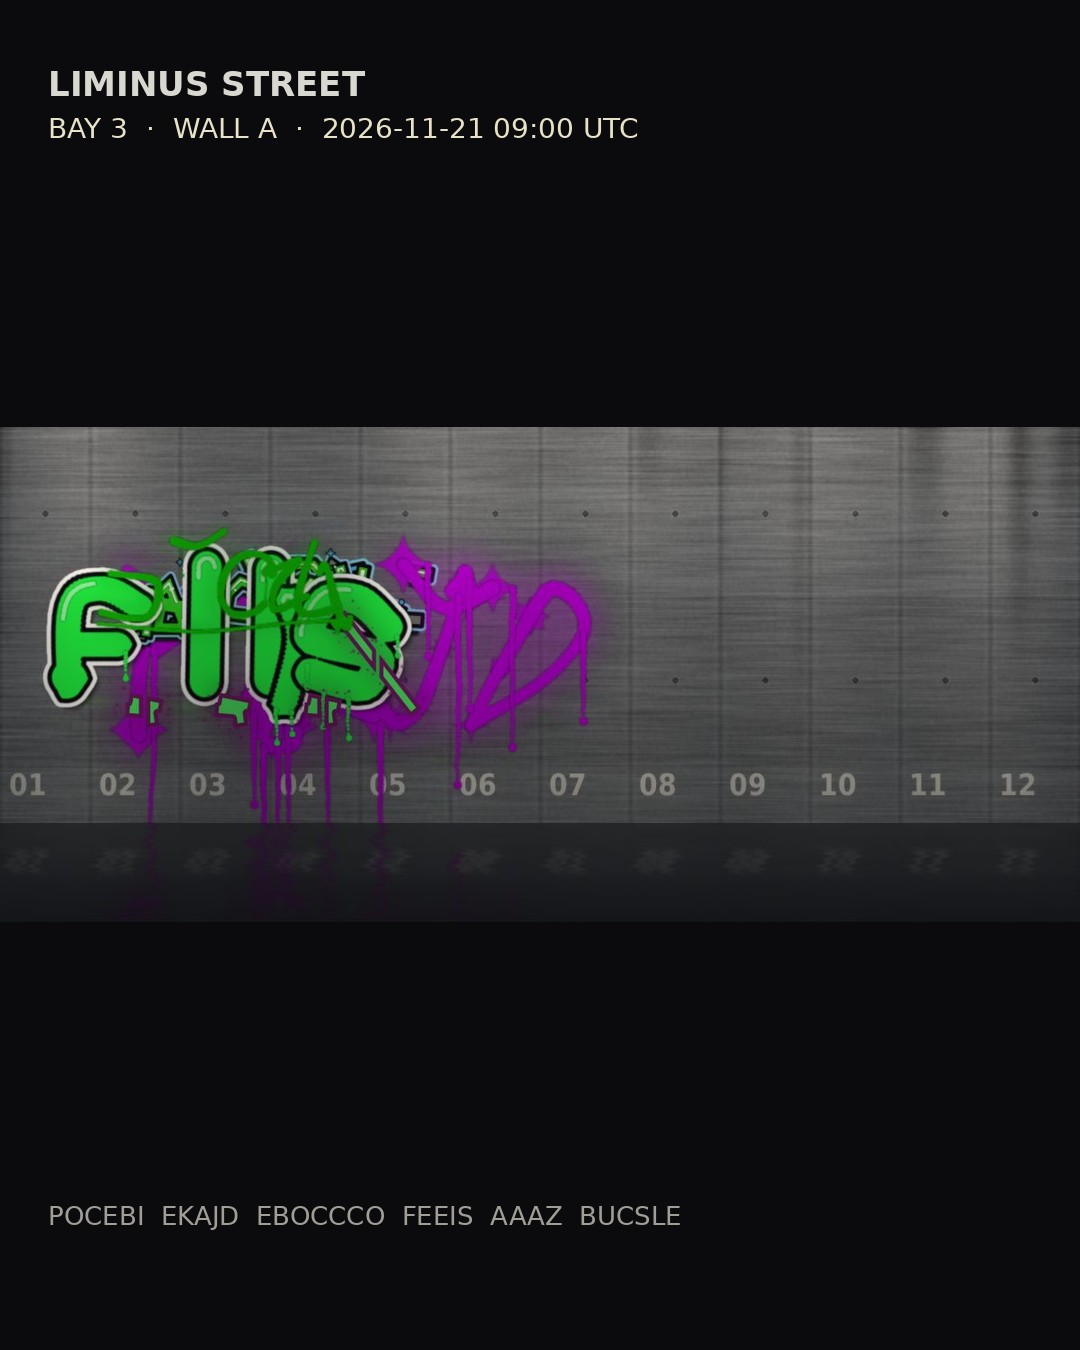 LIMINUS STREET
BAY 3 · WALL A · 2026-11-21 09:00 UTC
01 02 03 04 05 06 07 08 09 10 11 12
POCEBI EKAJD EBOCCCO FEEIS AAAZ BUCSLE